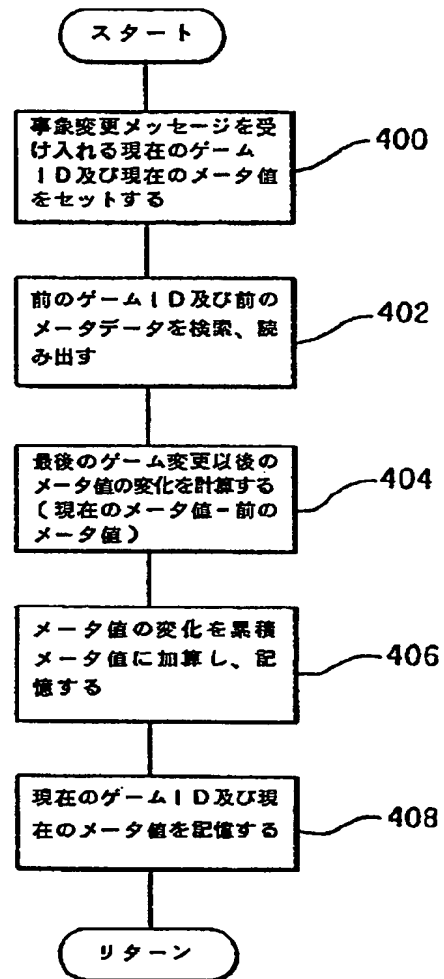 スタート
事象変更メッセージを受
け入れる現在のゲーム
ID及び現在のメータ値
をセットする
400
前のゲームID及び前の
メータデータを検索、読
み出す
402
最後のゲーム変更以後の
メータ値の変化を計算する
(現在のメータ値-前の
メータ値)
404
メータ値の変化を累積
メータ値に加算し、記
憶する
406
現在のゲームID及び現
在のメータ値を記憶する
408
リターン